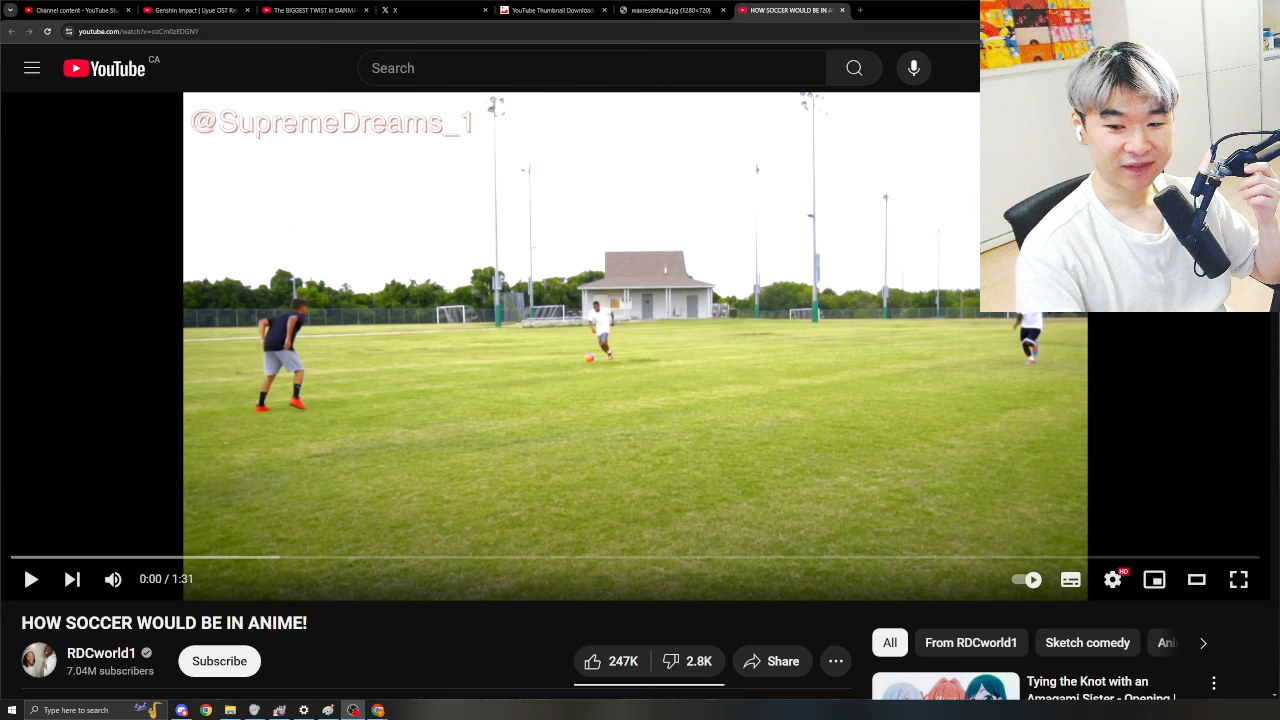 Channel content - YouTube Stu
Genshin Impact | Liyue OST Rel
The BIGGEST TWIST in DANMA
X
YouTube Thumbnail Download
maxresdefault.jpg (1280×720)
HOW SOCCER WOULD BE IN A
youtube.com/watch?v=ozCm0zEDGNY
YouTube CA
Search
@SupremeDreams_1
0:00 / 1:31
HD
HOW SOCCER WOULD BE IN ANIME!
RDCworld1
7.04M subscribers
Subscribe
247K
2.8K
Share
All
From RDCworld1
Sketch comedy
Ani
Tying the Knot with an
Amagami Sister - Opening |
Type here to search